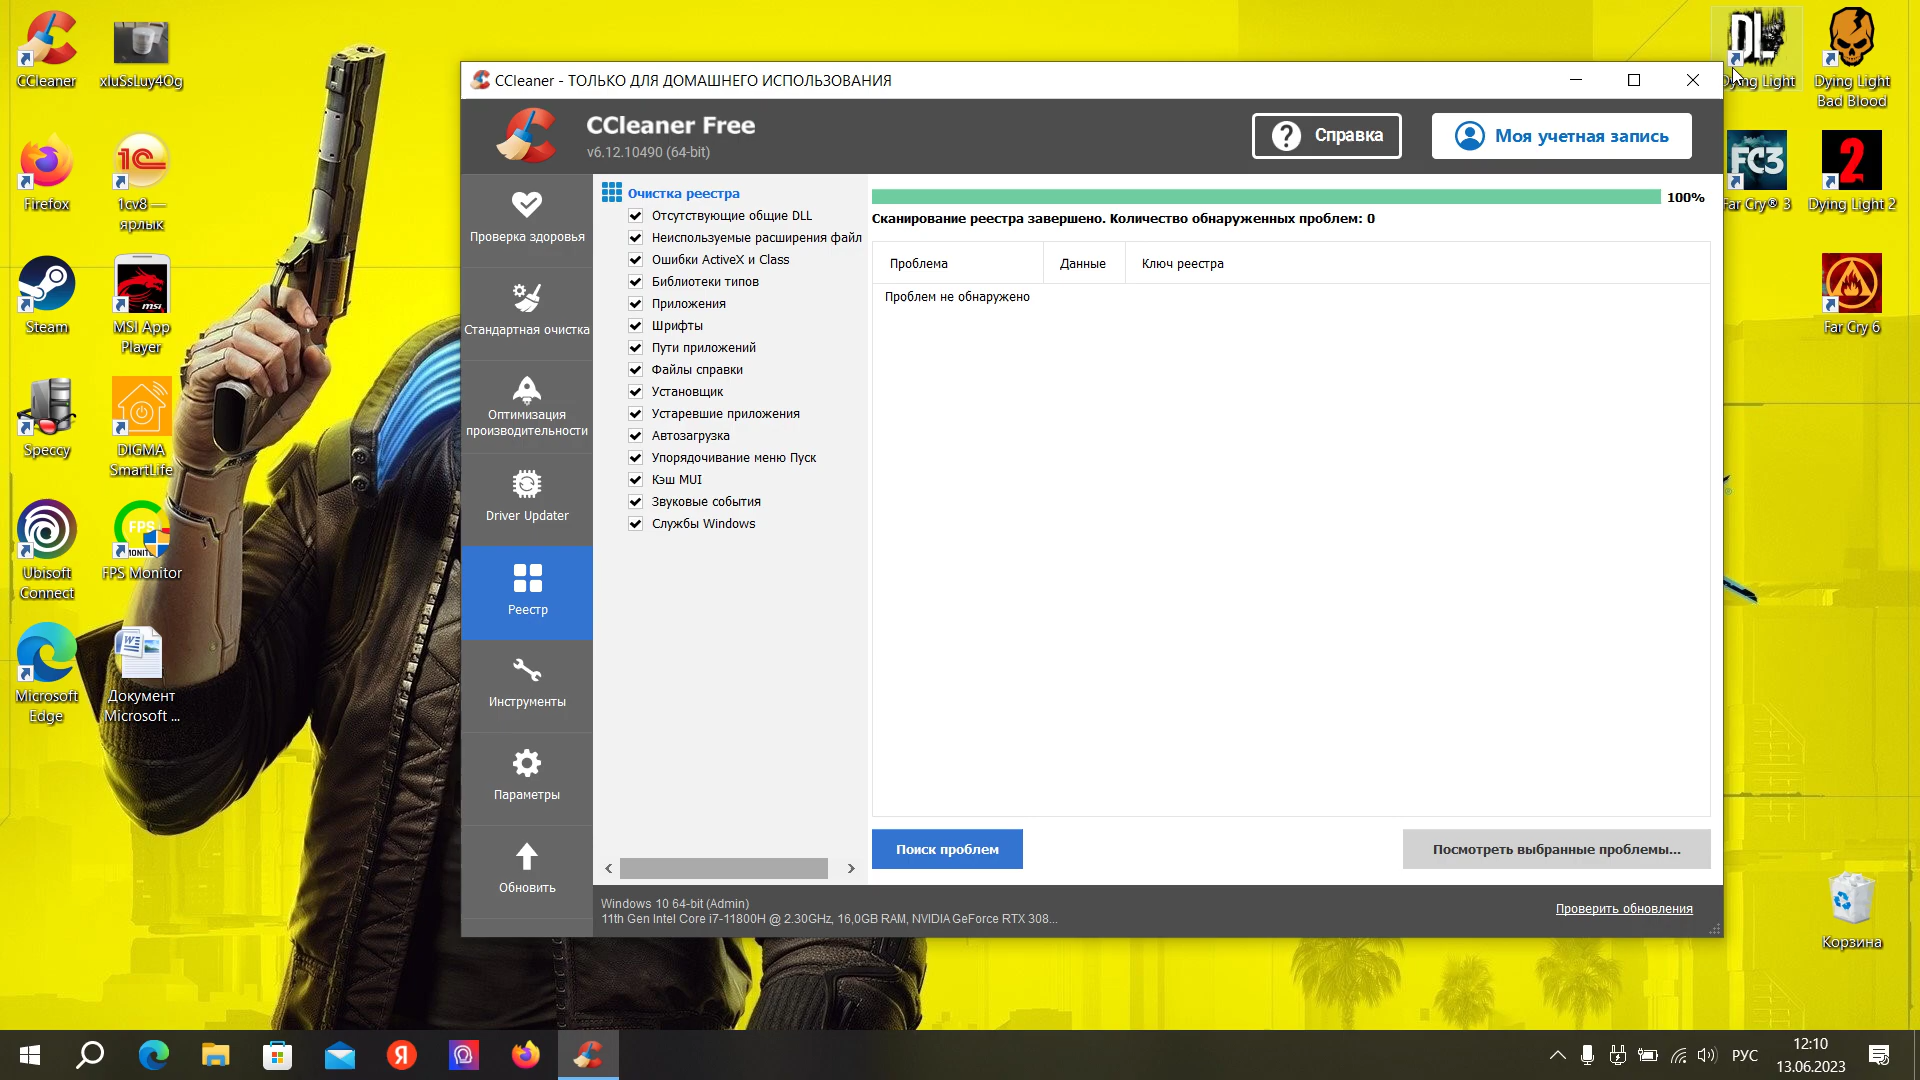 CCleaner
xIuSsLuy4Og
Firefox
1cv8 —
ярлык
Steam
MSI App
Player
Speccy
DIGMA
SmartLife
Ubisoft
Connect
FPS Monitor
Microsoft
Edge
Документ
Microsoft ...
CCleaner - ТОЛЬКО ДЛЯ ДОМАШНЕГО ИСПОЛЬЗОВАНИЯ
CCleaner Free
v6.12.10490 (64-bit)
Справка
Моя учетная запись
Проверка здоровья
Стандартная очистка
Оптимизация
производительности
Driver Updater
Реестр
Инструменты
Параметры
Обновить
Очистка реестра
Отсутствующие общие DLL
Неиспользуемые расширения файл
Ошибки ActiveX и Class
Библиотеки типов
Приложения
Шрифты
Пути приложений
Файлы справки
Установщик
Устаревшие приложения
Автозагрузка
Упорядочивание меню Пуск
Кэш MUI
Звуковые события
Службы Windows
100%
Сканирование реестра завершено. Количество обнаруженных проблем: 0
Проблема Данные Ключ реестра
Проблем не обнаружено
Поиск проблем
Посмотреть выбранные проблемы...
Windows 10 64-bit (Admin)
11th Gen Intel Core i7-11800H @ 2.30GHz, 16,0GB RAM, NVIDIA GeForce RTX 308...
Проверить обновления
DL
Dying Light
Dying Light
Bad Blood
FC3
Far Cry® 3
2
Dying Light 2
Far Cry 6
Корзина
1С
msi
FPS
РУС
12:10
13.06.2023